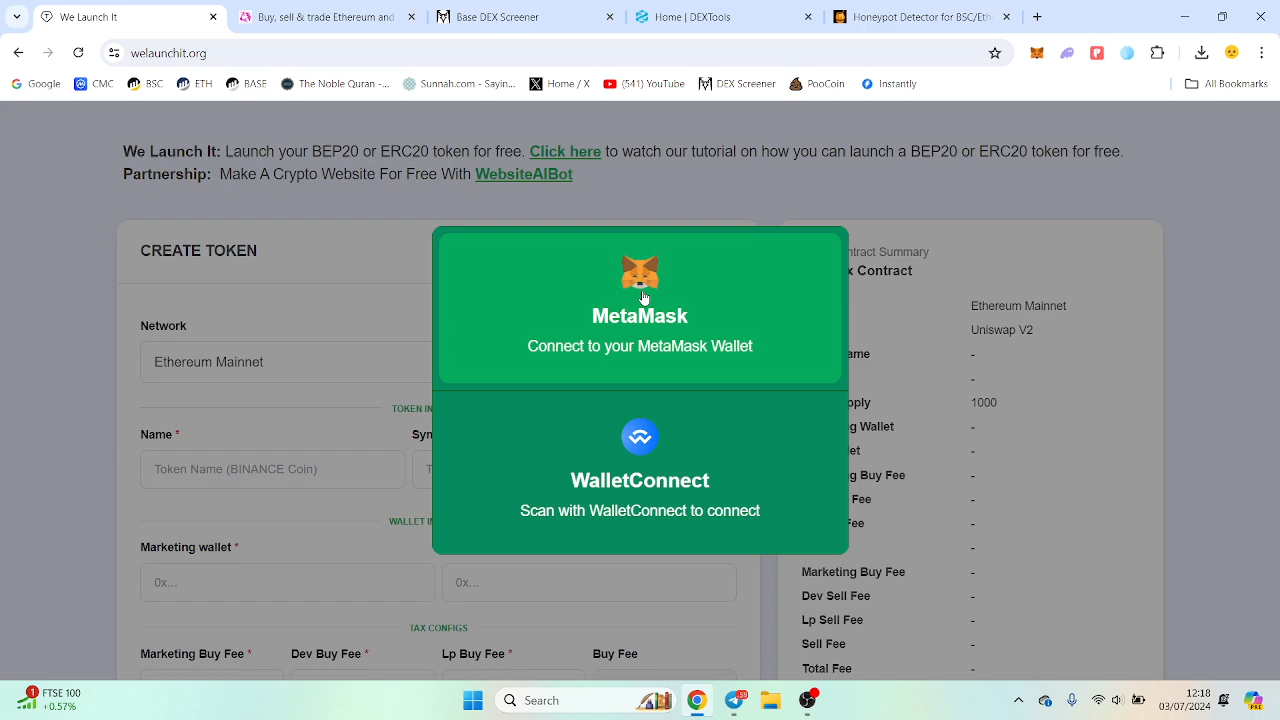 Buy, sell & trade Ethereum and
Base DEX Screener
Home | DEXTools
Honeypot Detector for BSC/Eth
welaunchit.org
Google
CMC
BSC
ETH
BASE
The Noble Quran -...
Sunnah.com - Sayin...
Home / X
(541) YouTube
DEX Screener
PooCoin
Instantly
All Bookmarks
We Launch It: Launch your BEP20 or ERC20 token for free. Click here to watch our tutorial on how you can launch a BEP20 or ERC20 token for free.
Partnership: Make A Crypto Website For Free With WebsiteAIBot
CREATE TOKEN
Network
Ethereum Mainnet
TOKEN IN
Name *
Sym
Token Name (BINANCE Coin)
WALLET IN
Marketing wallet *
0x...
0x...
TAX CONFIGS
Marketing Buy Fee *
Dev Buy Fee *
Lp Buy Fee *
Buy Fee
MetaMask
Connect to your MetaMask Wallet
WalletConnect
Scan with WalletConnect to connect
ntract Summary
x Contract
Ethereum Mainnet
Uniswap V2
ame -
-
pply 1000
g Wallet -
et -
g Buy Fee -
Fee -
Fee -
-
Marketing Buy Fee -
Dev Sell Fee -
Lp Sell Fee -
Sell Fee -
Total Fee -
1
FTSE 100
+0.57%
Search
59
12:18
03/07/2024
PRE